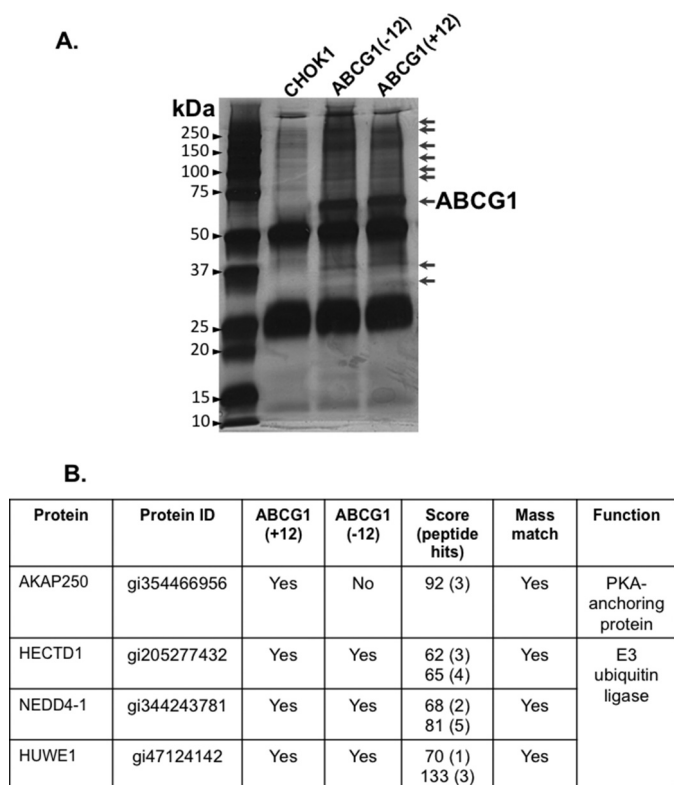 A.
CHOK1 ABCG1(-12) ABCG1(+12)
kDa
250
150
100
75
ABCG1
50
37
25
20
15
10
B.
Protein Protein ID ABCG1 (+12) ABCG1 (-12) Score (peptide hits) Mass match Function
AKAP250 gi354466956 Yes No 92 (3) Yes PKA-anchoring protein
HECTD1 gi205277432 Yes Yes 62 (3) 65 (4) Yes E3 ubiquitin ligase
NEDD4-1 gi344243781 Yes Yes 68 (2) 81 (5) Yes
HUWE1 gi47124142 Yes Yes 70 (1) 133 (3) Yes